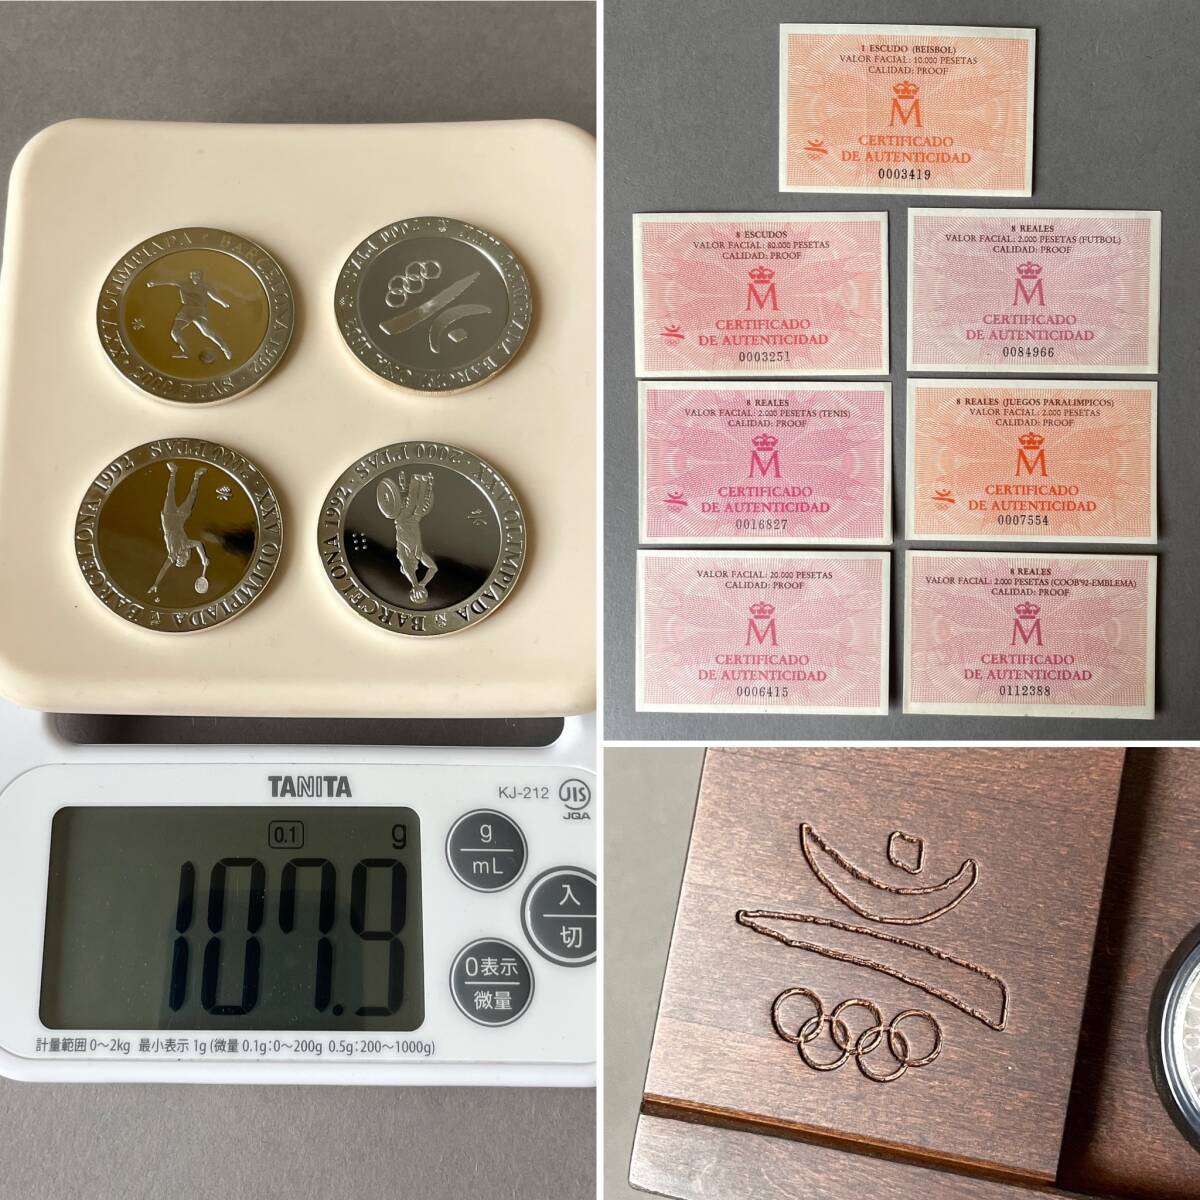 XXV OLIMPIADA · BARCELONA 1992 · 2000 PTAS ·
2000 PTAS
XXV OLIMPIADA · BARCELONA 1992 · 2000 PTAS
XXV OLIMPIADA BARCELONA 1992 · 2000 PTAS
TANITA
KJ-212
JIS
JQA
0.1
g
107.9
g
mL
入
切
0表示
微量
計量範囲 0～2kg 最小表示 1g (微量 0.1g:0～200g 0.5g:200～1000g)
1 ESCUDO (BEISBOL)
VALOR FACIAL: 10.000 PESETAS
CALIDAD: PROOF
M
CERTIFICADO
DE AUTENTICIDAD
0003419
8 ESCUDOS
VALOR FACIAL: 80.000 PESETAS
CALIDAD: PROOF
M
CERTIFICADO
DE AUTENTICIDAD
0003251
8 REALES
VALOR FACIAL: 2.000 PESETAS (FUTBOL)
CALIDAD: PROOF
M
CERTIFICADO
DE AUTENTICIDAD
0084966
8 REALES
VALOR FACIAL: 2.000 PESETAS (TENIS)
CALIDAD: PROOF
M
CERTIFICADO
DE AUTENTICIDAD
0016827
8 REALES (JUEGOS PARALIMPICOS)
VALOR FACIAL: 2.000 PESETAS
CALIDAD: PROOF
M
CERTIFICADO
DE AUTENTICIDAD
0007554
VALOR FACIAL: 20.000 PESETAS
CALIDAD: PROOF
M
CERTIFICADO
DE AUTENTICIDAD
0006415
8 REALES
VALOR FACIAL: 2.000 PESETAS (COOB'92-EMBLEMA)
CALIDAD: PROOF
M
CERTIFICADO
DE AUTENTICIDAD
0112388